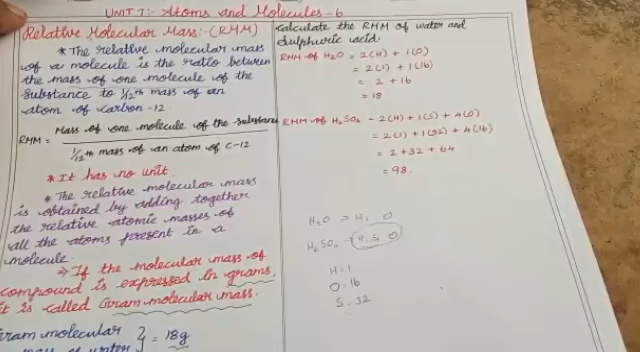 UNIT 7: Atoms and Molecules - 6
Relative Molecular Mass:- (RMM)
* The relative molecular mass
of a molecule is the ratio between
the mass of one molecule of the
substance to 1/12th mass of an
atom of carbon-12.
RMM = Mass of one molecule of the substance
1/12th mass of an atom of C-12
* It has no unit.
* The relative molecular mass
is obtained by adding together
the relative atomic masses of
all the atoms present in a
molecule.
⇒ If the molecular mass of
compound is expressed in grams,
it is called Gram molecular mass.
Gram molecular
mass of water } = 18g
Calculate the RMM of water and
Sulphuric acid.
RMM of H₂O = 2(H) + 1(O)
= 2(1) + 1(16)
= 2 + 16
= 18
RMM of H₂SO₄ = 2(H) + 1(S) + 4(O)
= 2(1) + 1(32) + 4(16)
= 2 + 32 + 64
= 98.
H₂O ⇒ H, O
H₂SO₄ → H, S, O
H = 1
O = 16
S = 32